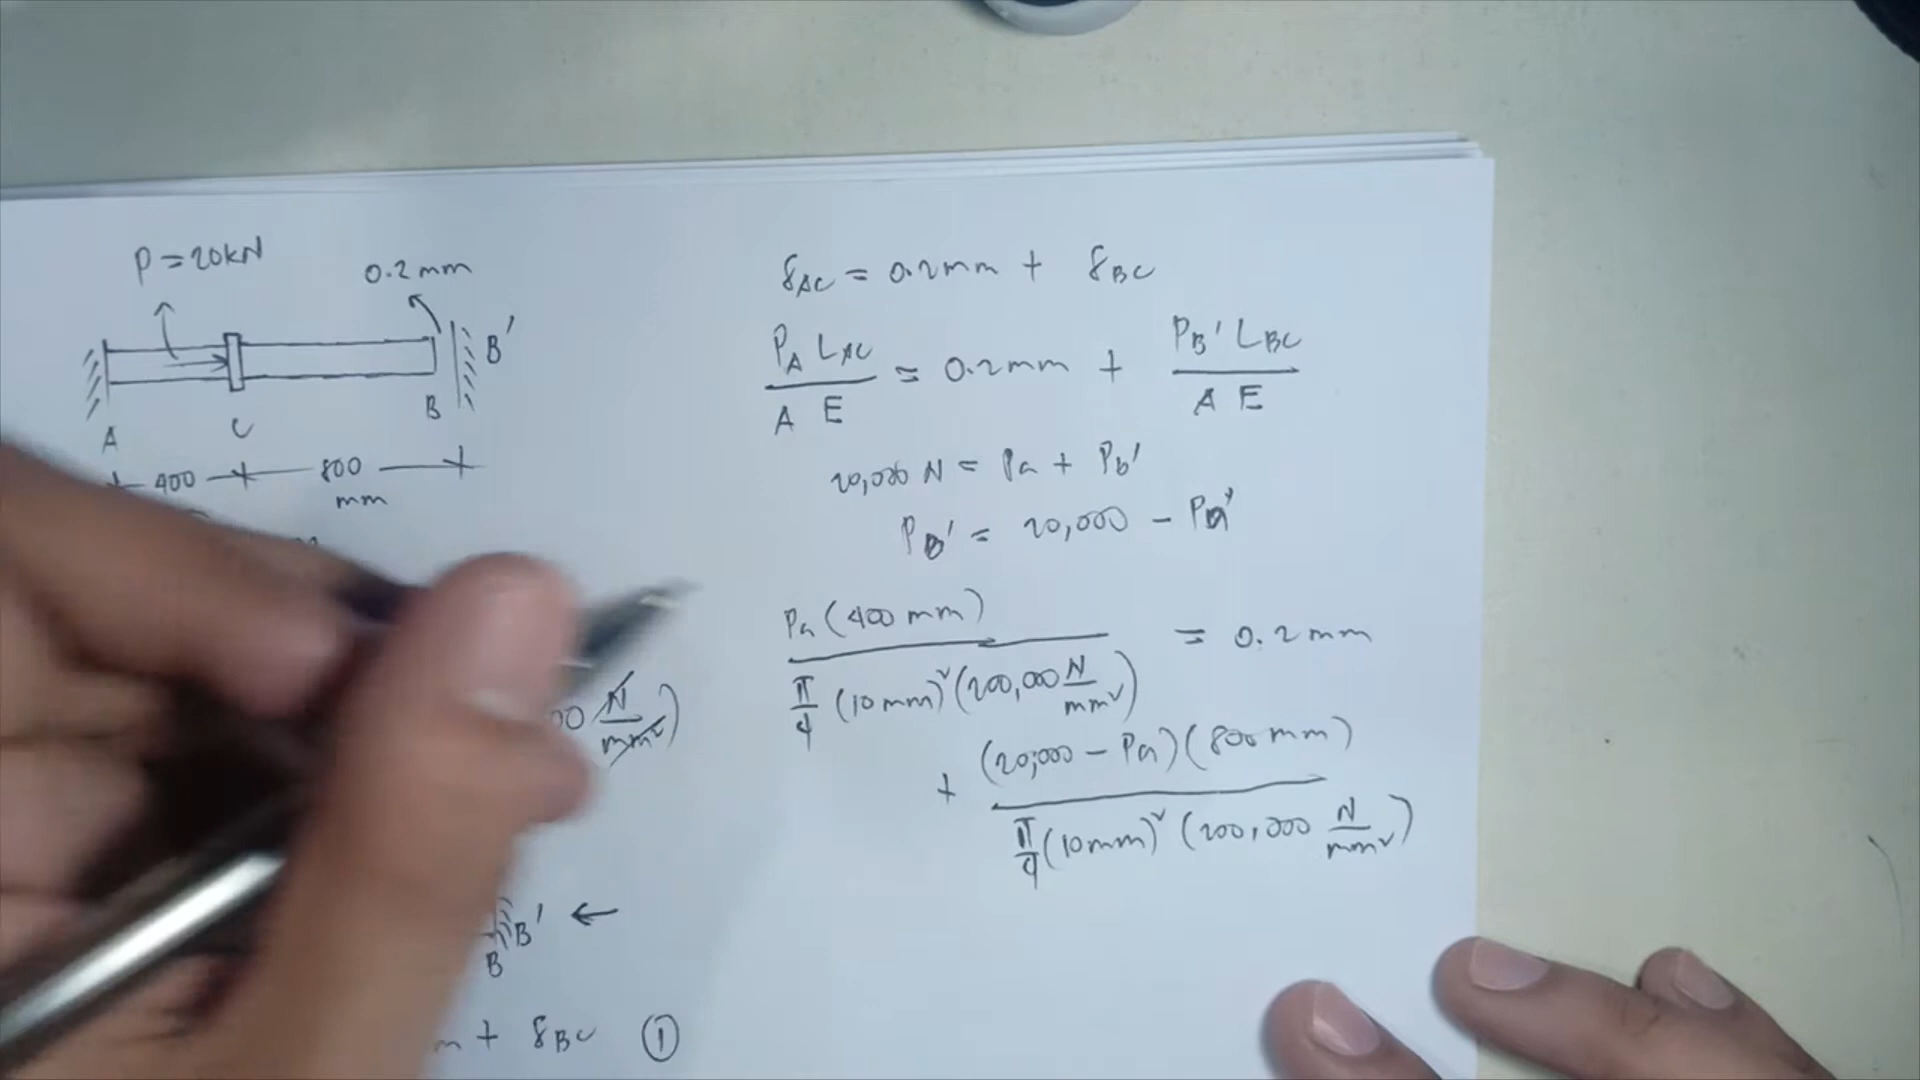 P = 20kN
0.2 mm
B'
A C B
400 800
mm
00 N/mm²)
B B' ←
m + δBC ①
δAC = 0.2mm + δBC
PA LAC / A E = 0.2mm + PB' LBC / A E
20,000 N = Pa + Pb'
PB' = 20,000 - Pa
Pa (400 mm) / π/4 (10mm)² (200,000 N/mm²) = 0.2 mm
+ (20,000 - Pa)(800 mm) / π/4 (10mm)² (200,000 N/mm²)